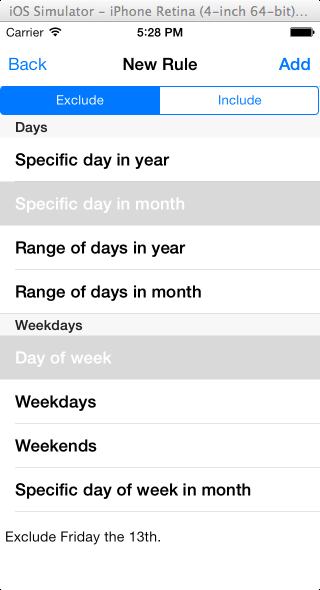 iOS Simulator – iPhone Retina (4-inch 64-bit)...
Carrier 5:28 PM
Back New Rule Add
Exclude Include
Days
Specific day in year
Specific day in month
Range of days in year
Range of days in month
Weekdays
Day of week
Weekdays
Weekends
Specific day of week in month
Exclude Friday the 13th.